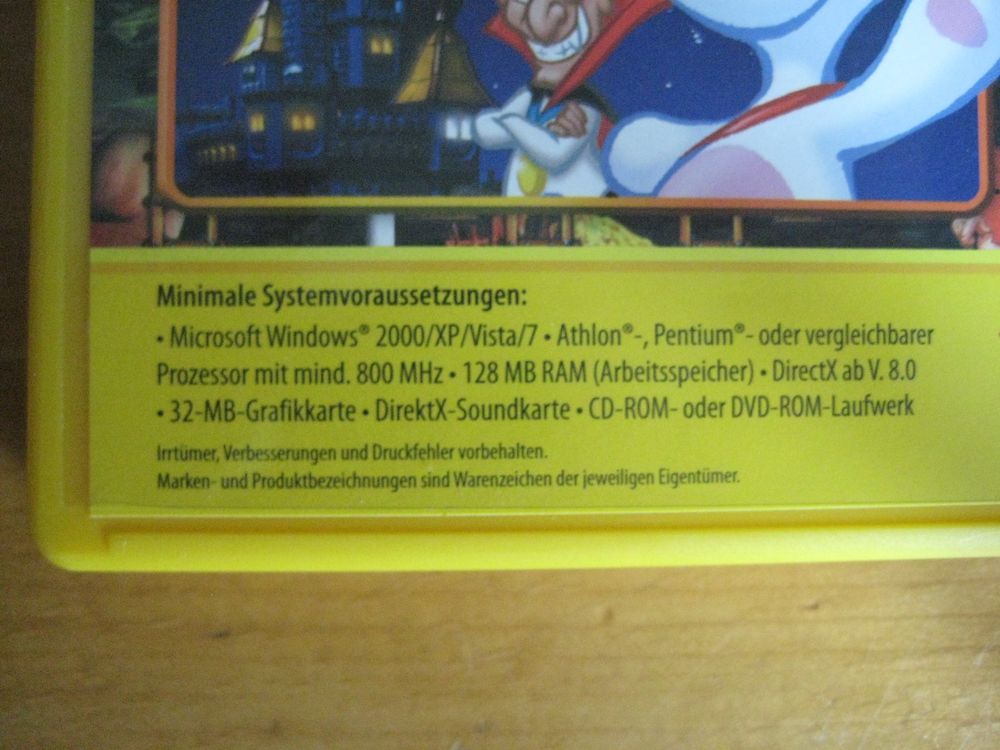 Minimale Systemvoraussetzungen:
• Microsoft Windows® 2000/XP/Vista/7 • Athlon®-, Pentium®- oder vergleichbarer
Prozessor mit mind. 800 MHz • 128 MB RAM (Arbeitsspeicher) • DirectX ab V. 8.0
• 32-MB-Grafikkarte • DirektX-Soundkarte • CD-ROM- oder DVD-ROM-Laufwerk
Irrtümer, Verbesserungen und Druckfehler vorbehalten.
Marken- und Produktbezeichnungen sind Warenzeichen der jeweiligen Eigentümer.